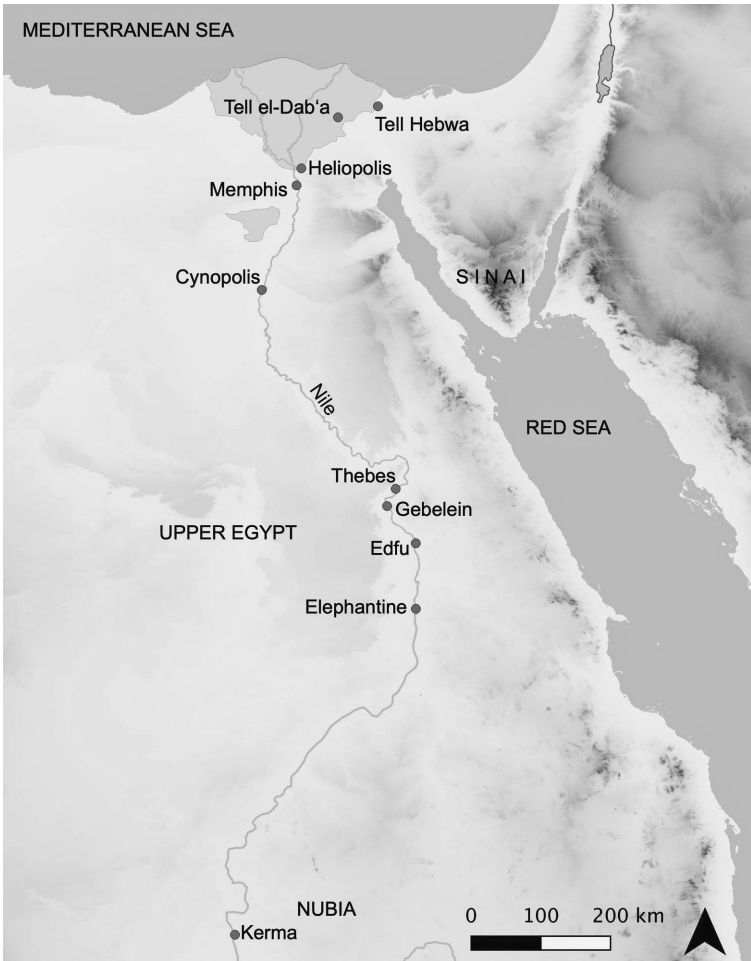 MEDITERRANEAN SEA
Tell el-Dab‘a
Tell Hebwa
Heliopolis
Memphis
Cynopolis
SINAI
Nile
RED SEA
Thebes
Gebelein
UPPER EGYPT
Edfu
Elephantine
NUBIA
0 100 200 km
Kerma